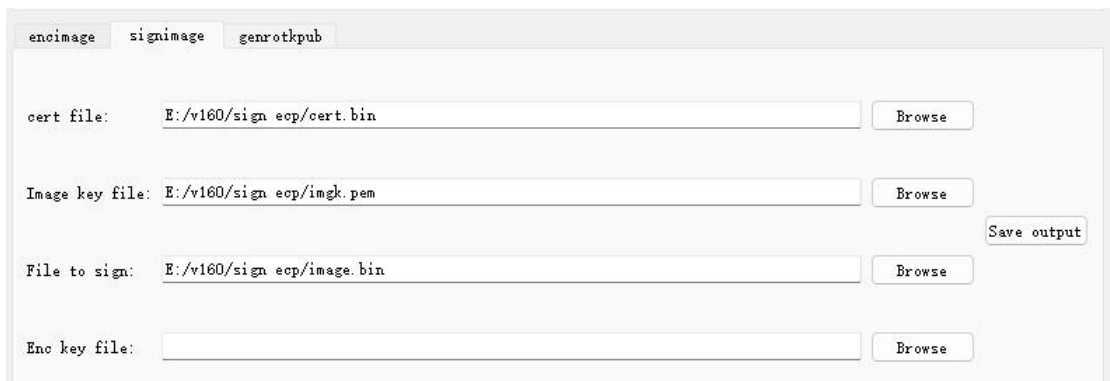 encimage signimage genrotkpub
cert file: E:/v160/sign ecp/cert.bin Browse
Image key file: E:/v160/sign ecp/imgk.pem Browse
Save output
File to sign: E:/v160/sign ecp/image.bin Browse
Enc key file: Browse